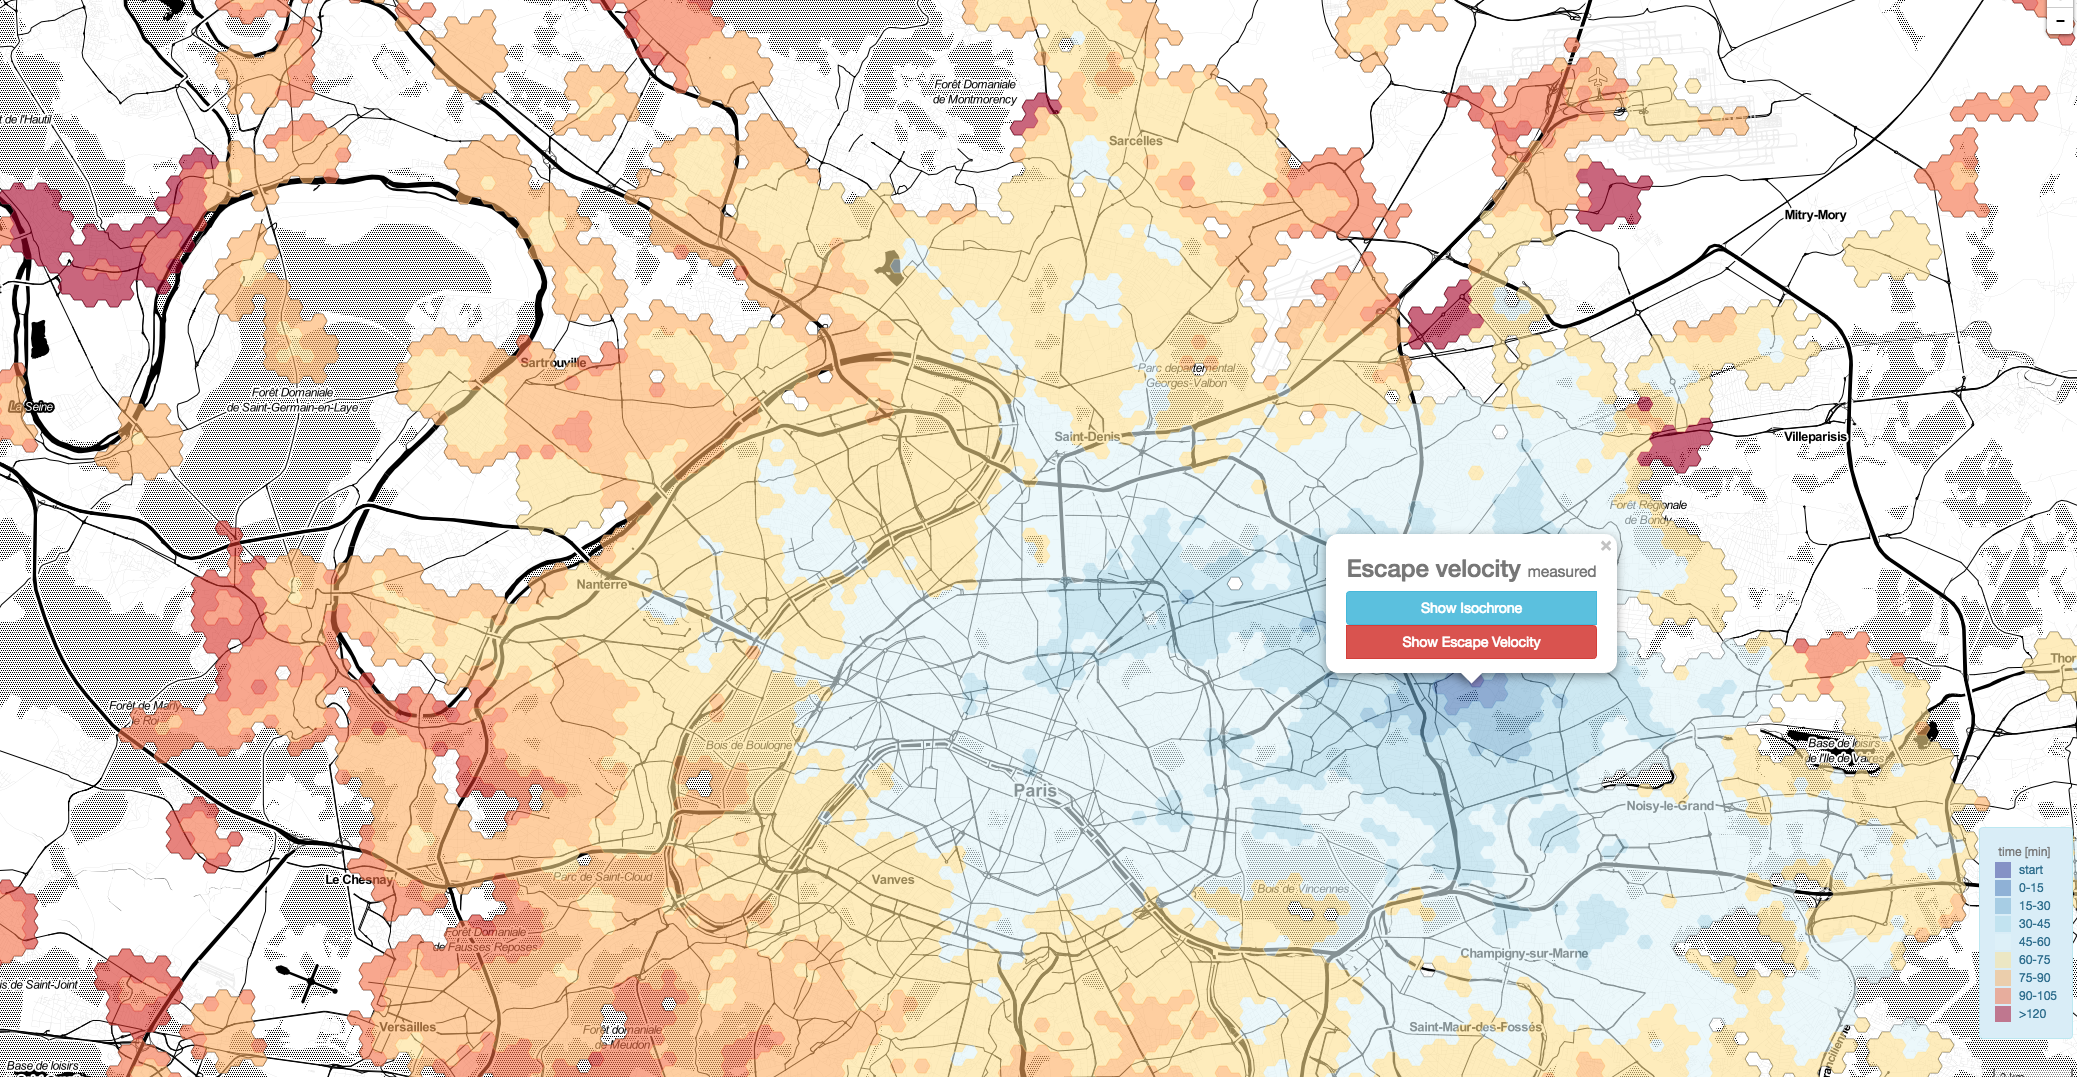 -
Forêt Domaniale
de Montmorency
t de l'Hautil
Sarcelles
Mitry-Mory
Sartrouville
Parc departemental
Georges-Valbon
Forêt Domaniale
de Saint-Germain-en-Laye
La Seine
Saint-Denis
Villeparisis
Forêt Régionale
de Bondy
×
Escape velocity measured
Show Isochrone
Show Escape Velocity
Nanterre
Thor
Forêt de Marly
le Roi
Bois de Boulogne
Base de loisirs
de l'Ile de Vaires
Paris
Noisy-le-Grand
Le Chesnay
Parc de Saint-Cloud
Vanves
Bois de Vincennes
Forêt Domaniale
de Fausses Reposes
Champigny-sur-Marne
is de Saint-Joint
Versailles
Forêt domaniale
de Meudon
Saint-Maur-des-Fossés
Base de loisirs
ancilienne
time [min]
start
0-15
15-30
30-45
45-60
60-75
75-90
90-105
>120